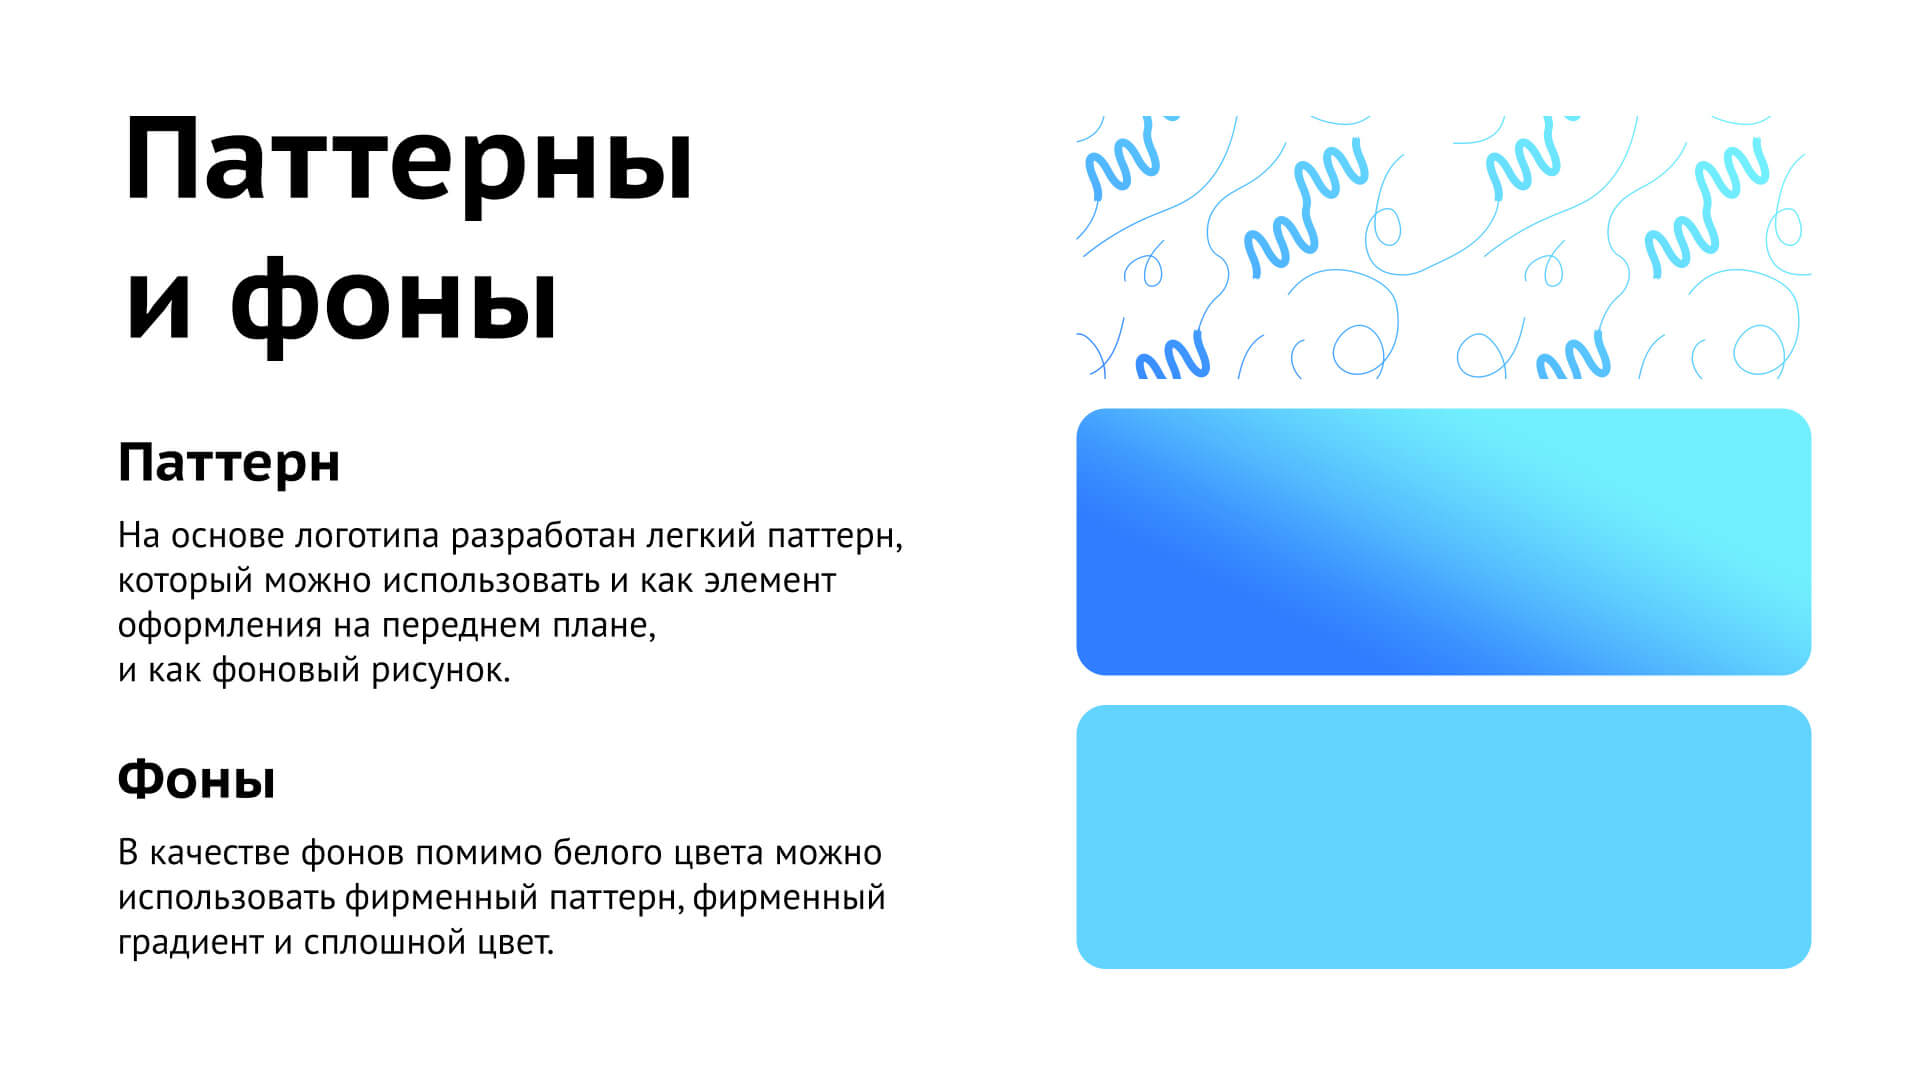 Паттерны
и фоны
Паттерн
На основе логотипа разработан легкий паттерн,
который можно использовать и как элемент
оформления на переднем плане,
и как фоновый рисунок.
Фоны
В качестве фонов помимо белого цвета можно
использовать фирменный паттерн, фирменный
градиент и сплошной цвет.